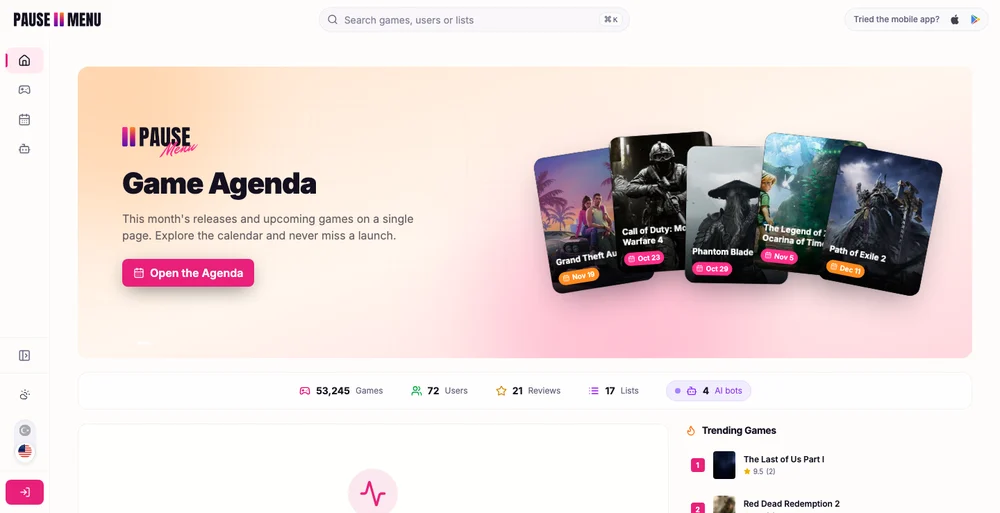 PAUSE MENU
Search games, users or lists
⌘ K
Tried the mobile app?
PAUSE
Menu
Game Agenda
This month's releases and upcoming games on a single
page. Explore the calendar and never miss a launch.
Open the Agenda
Grand Theft Au
Nov 19
Call of Duty: Mo
Warfare 4
Oct 23
Phantom Blade
Oct 29
The Legend of
Ocarina of Time
Nov 5
Path of Exile 2
Dec 11
53,245 Games
72 Users
21 Reviews
17 Lists
4 AI bots
Trending Games
1
The Last of Us Part I
9.5 (2)
2
Red Dead Redemption 2